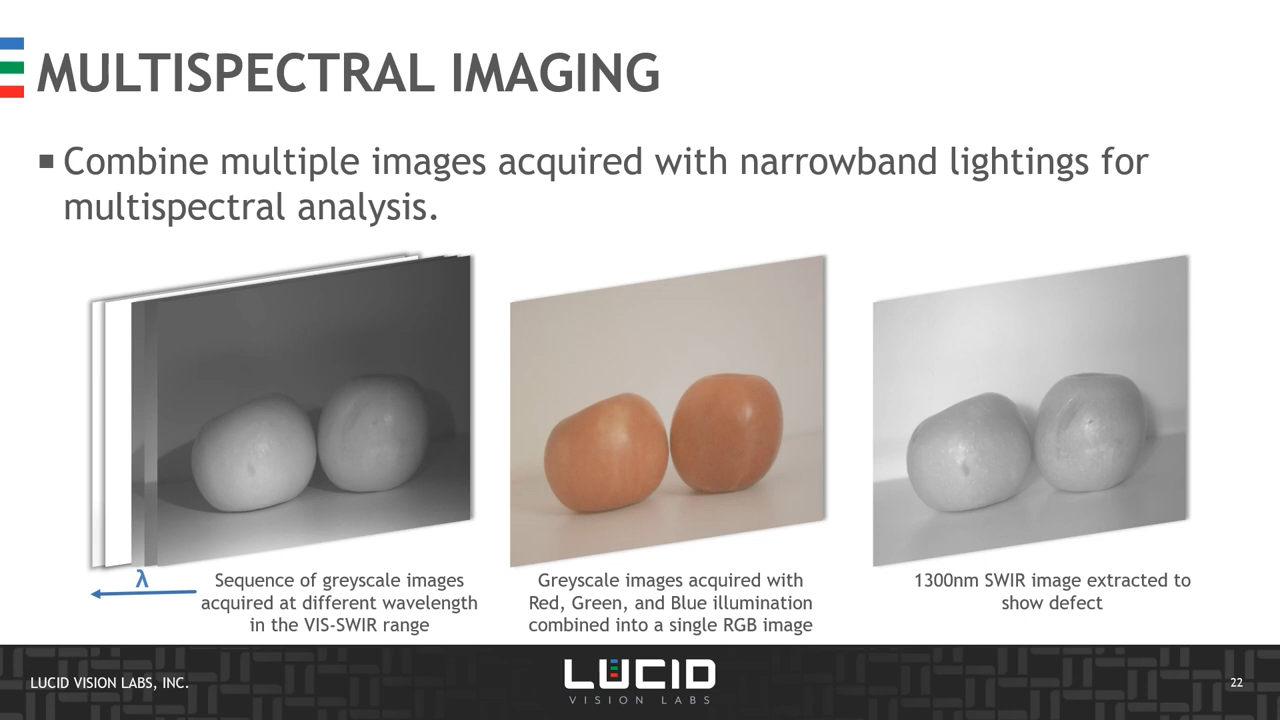 MULTISPECTRAL IMAGING
▪ Combine multiple images acquired with narrowband lightings for
multispectral analysis.
λ
Sequence of greyscale images
acquired at different wavelength
in the VIS-SWIR range
Greyscale images acquired with
Red, Green, and Blue illumination
combined into a single RGB image
1300nm SWIR image extracted to
show defect
LUCID VISION LABS, INC.
LUCID
VISION LABS
22